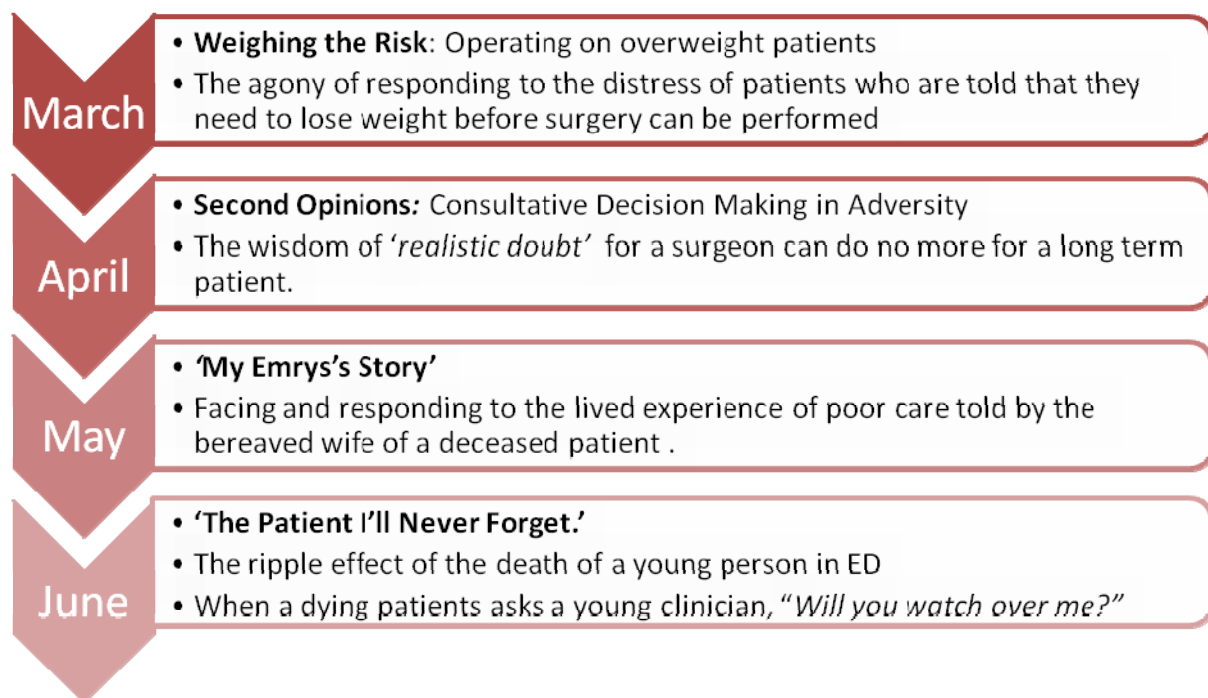 March
• Weighing the Risk: Operating on overweight patients
• The agony of responding to the distress of patients who are told that they
need to lose weight before surgery can be performed
April
• Second Opinions: Consultative Decision Making in Adversity
• The wisdom of ‘realistic doubt’ for a surgeon can do no more for a long term
patient.
May
• ‘My Emrys’s Story’
• Facing and responding to the lived experience of poor care told by the
bereaved wife of a deceased patient .
June
• ‘The Patient I’ll Never Forget.’
• The ripple effect of the death of a young person in ED
• When a dying patients asks a young clinician, “Will you watch over me?”